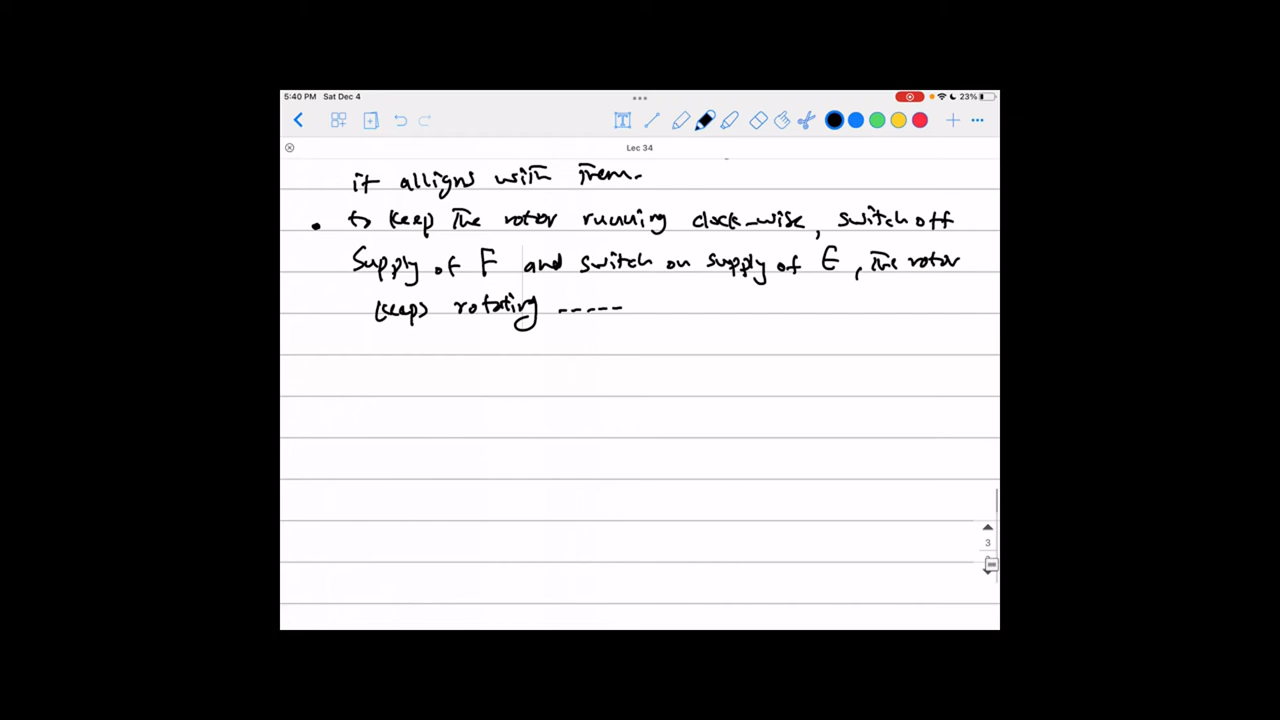 5:40 PM Sat Dec 4
23%
Lec 34
it alligns with them.
• to keep the rotor running clock-wise, switch off
supply of F and switch on supply of E, the rotor
keeps rotating -----
3